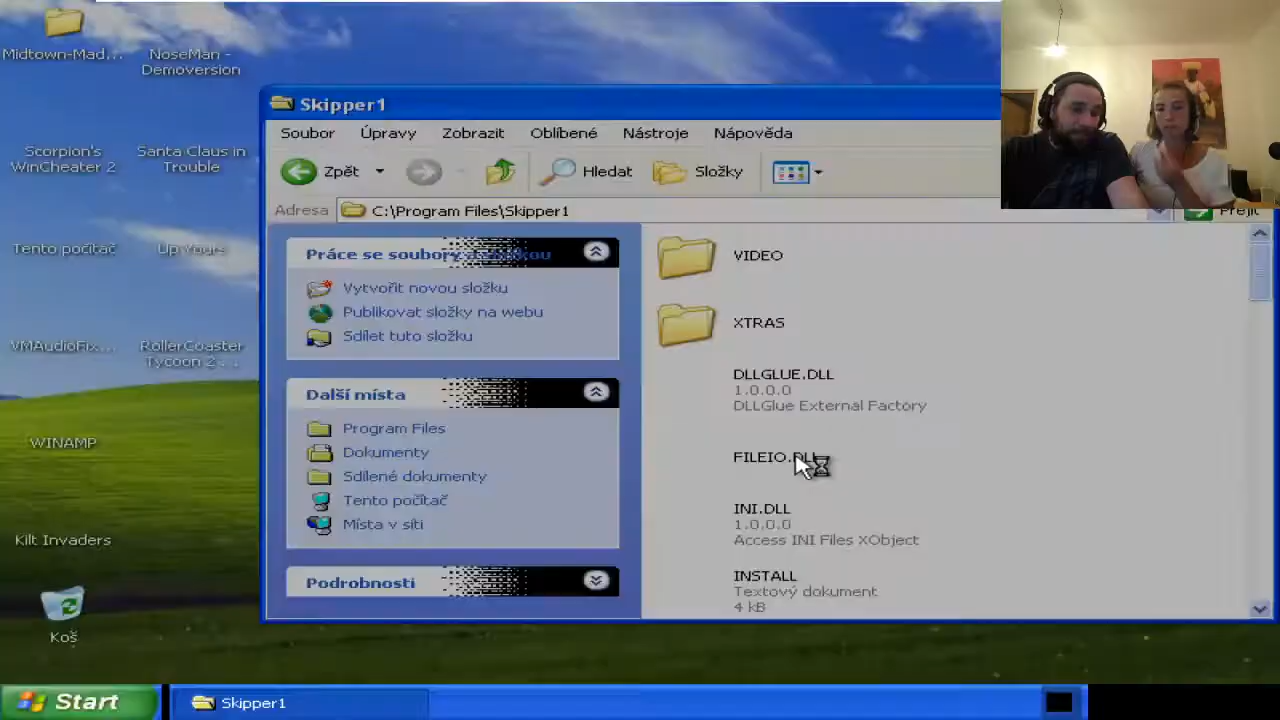 Midtown-Mad...
NoseMan -
Demoversion
Scorpion's
WinCheater 2
Santa Claus in
Trouble
Tento počítač
Up Yours
VMAudioFix...
RollerCoaster
Tycoon 2 ...
WINAMP
Kilt Invaders
Koš
Skipper1
Soubor
Úpravy
Zobrazit
Oblíbené
Nástroje
Nápověda
Zpět
Hledat
Složky
Adresa
C:\Program Files\Skipper1
Přejít
Práce se soubory a složkou
Vytvořit novou složku
Publikovat složky na webu
Sdílet tuto složku
Další místa
Program Files
Dokumenty
Sdílené dokumenty
Tento počítač
Místa v síti
Podrobnosti
VIDEO
XTRAS
DLLGLUE.DLL
1.0.0.0
DLLGlue External Factory
FILEIO.DLL
INI.DLL
1.0.0.0
Access INI Files XObject
INSTALL
Textový dokument
4 kB
Start
Skipper1